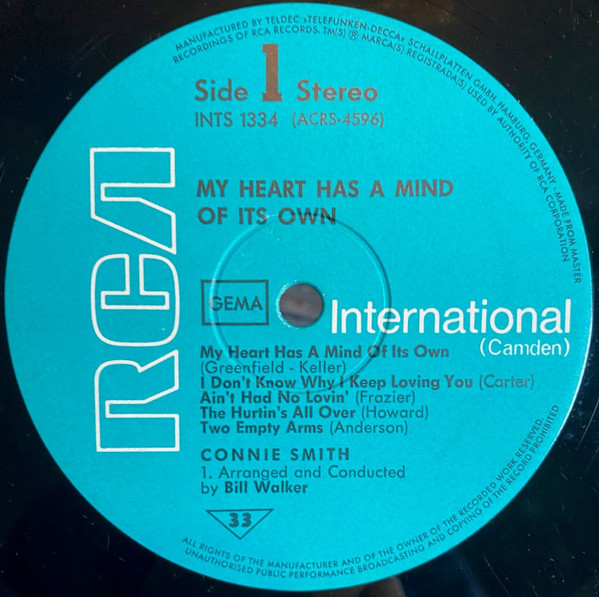 MANUFACTURED BY TELDEC »TELEFUNKEN-DECCA« SCHALLPLATTEN GMBH, HAMBURG, GERMANY - MADE FROM MASTER
RECORDINGS OF RCA RECORDS. TM(S) ® MARCA(S) REGISTRADA(S) USED BY AUTHORITY OF RCA CORPORATION
Side 1 Stereo
INTS 1334 (ACRS-4596)
MY HEART HAS A MIND
OF ITS OWN
RCA
GEMA
International
(Camden)
My Heart Has A Mind Of Its Own
(Greenfield - Keller)
I Don't Know Why I Keep Loving You (Carter)
Ain't Had No Lovin' (Frazier)
The Hurtin's All Over (Howard)
Two Empty Arms (Anderson)
CONNIE SMITH
1. Arranged and Conducted
by Bill Walker
33
ALL RIGHTS OF THE MANUFACTURER AND OF THE OWNER OF THE RECORDED WORK RESERVED.
UNAUTHORISED PUBLIC PERFORMANCE BROADCASTING AND COPYING OF THE RECORD PROHIBITED